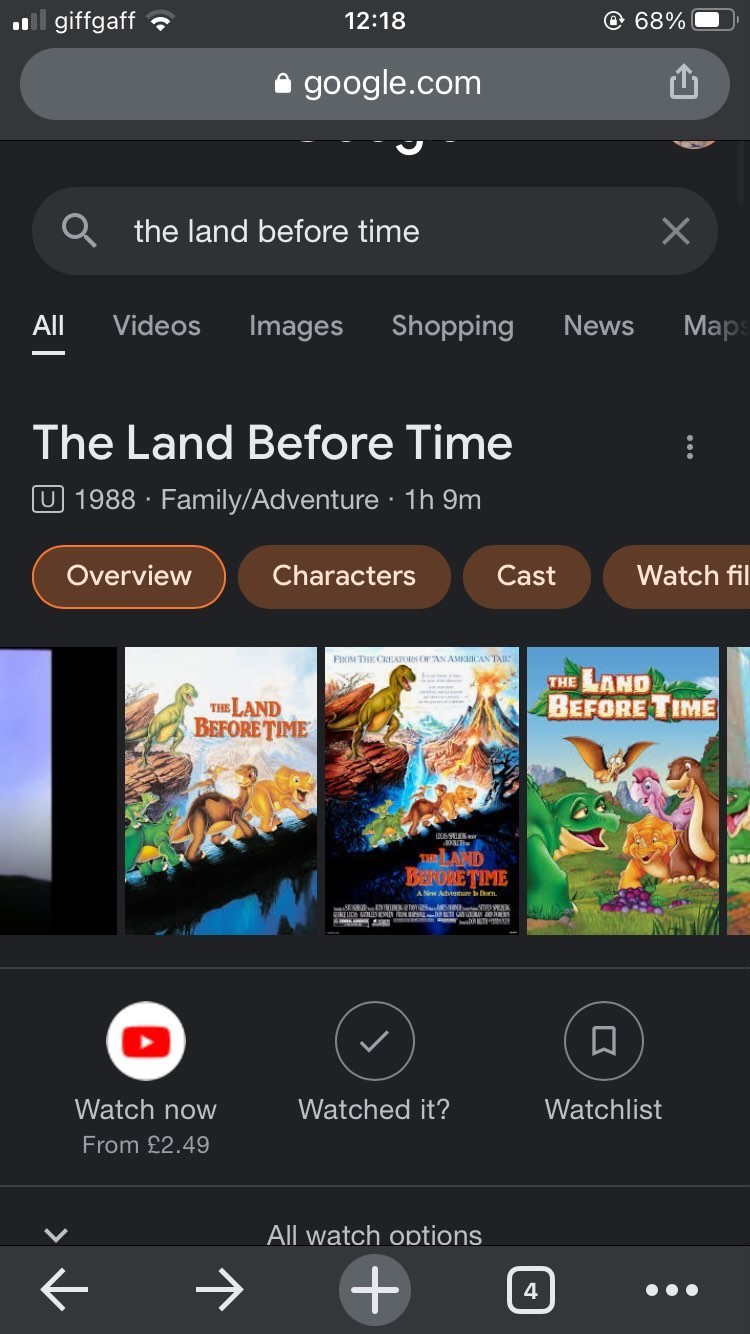 giffgaff 12:18 68%
google.com
the land before time
All Videos Images Shopping News Maps
The Land Before Time
U 1988 · Family/Adventure · 1h 9m
Overview Characters Cast Watch fil
THE LAND
BEFORE TIME
FROM THE CREATORS OF "AN AMERICAN TAIL"
THE LAND
BEFORE TIME
A New Adventure Is Born.
THE LAND
BEFORE TIME
Watch now Watched it? Watchlist
From £2.49
All watch options
4